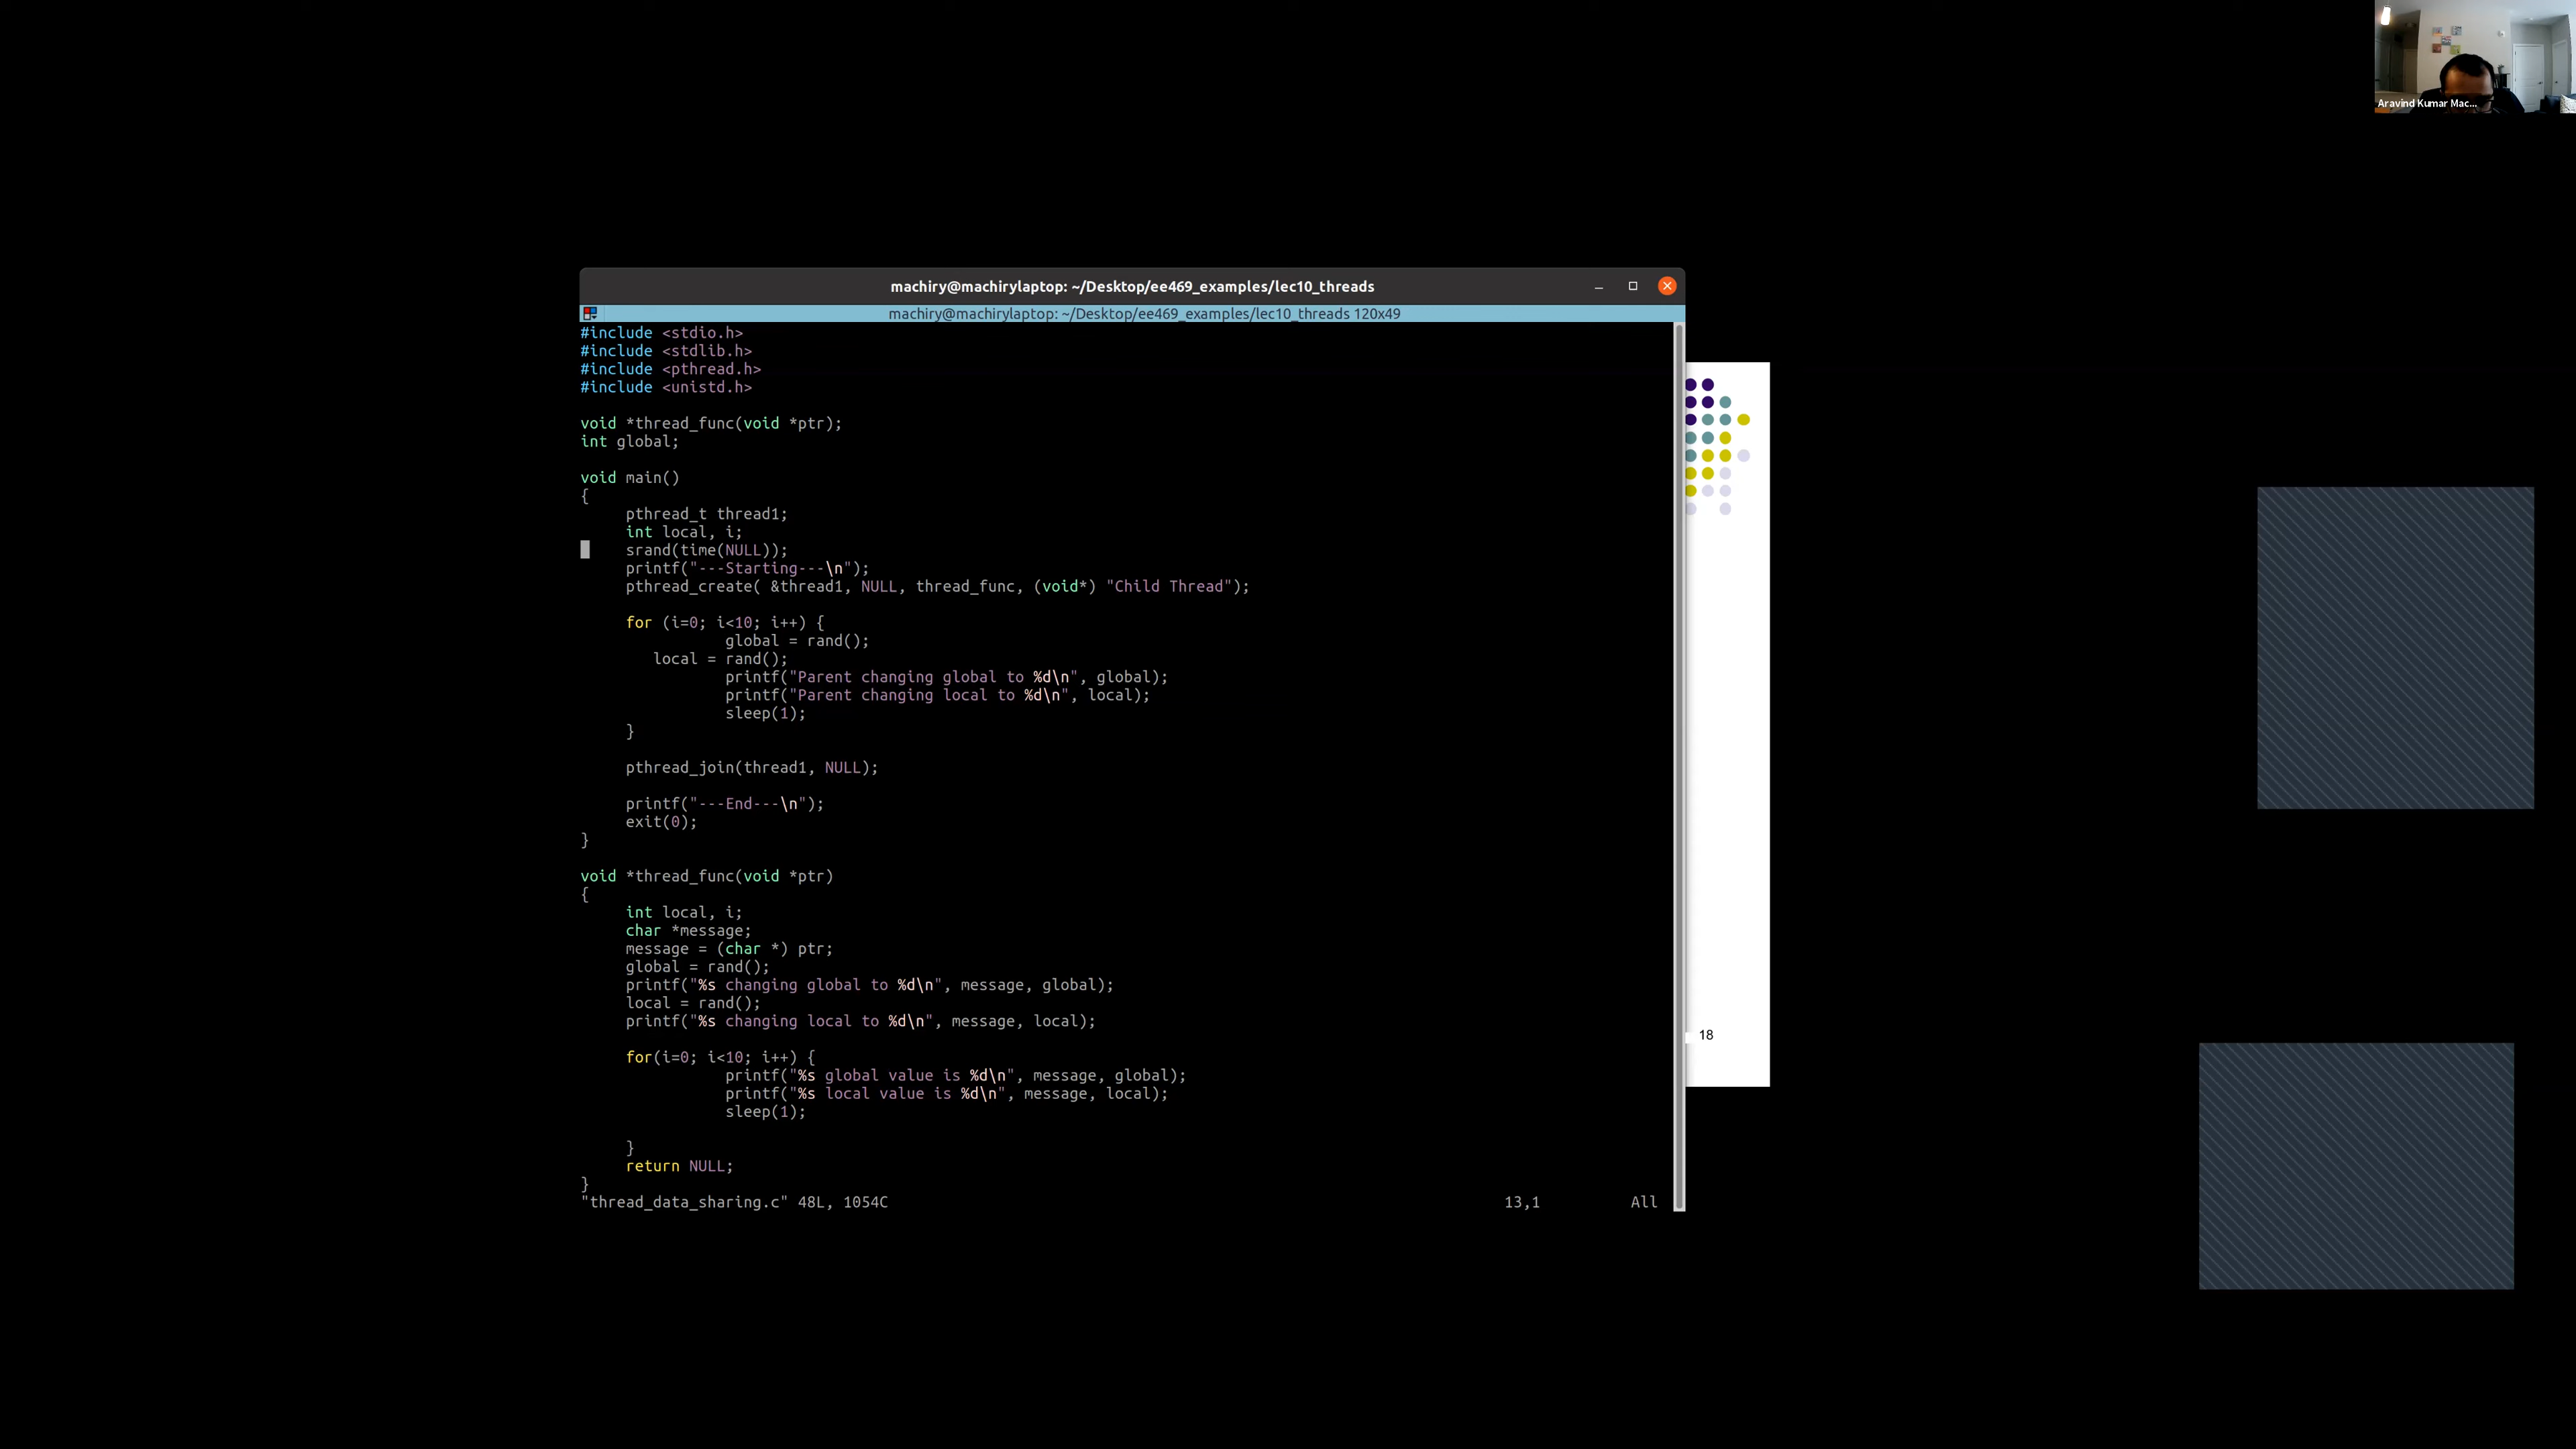 Aravind Kumar Mac...
machiry@machirylaptop: ~/Desktop/ee469_examples/lec10_threads
machiry@machirylaptop: ~/Desktop/ee469_examples/lec10_threads 120x49
#include <stdio.h>
#include <stdlib.h>
#include <pthread.h>
#include <unistd.h>
void *thread_func(void *ptr);
int global;
void main()
{
pthread_t thread1;
int local, i;
srand(time(NULL));
printf("---Starting---\n");
pthread_create( &thread1, NULL, thread_func, (void*) "Child Thread");
for (i=0; i<10; i++) {
global = rand();
local = rand();
printf("Parent changing global to %d\n", global);
printf("Parent changing local to %d\n", local);
sleep(1);
}
pthread_join(thread1, NULL);
printf("---End---\n");
exit(0);
}
void *thread_func(void *ptr)
{
int local, i;
char *message;
message = (char *) ptr;
global = rand();
printf("%s changing global to %d\n", message, global);
local = rand();
printf("%s changing local to %d\n", message, local);
for(i=0; i<10; i++) {
printf("%s global value is %d\n", message, global);
printf("%s local value is %d\n", message, local);
sleep(1);
}
return NULL;
}
"thread_data_sharing.c" 48L, 1054C 13,1 All
18